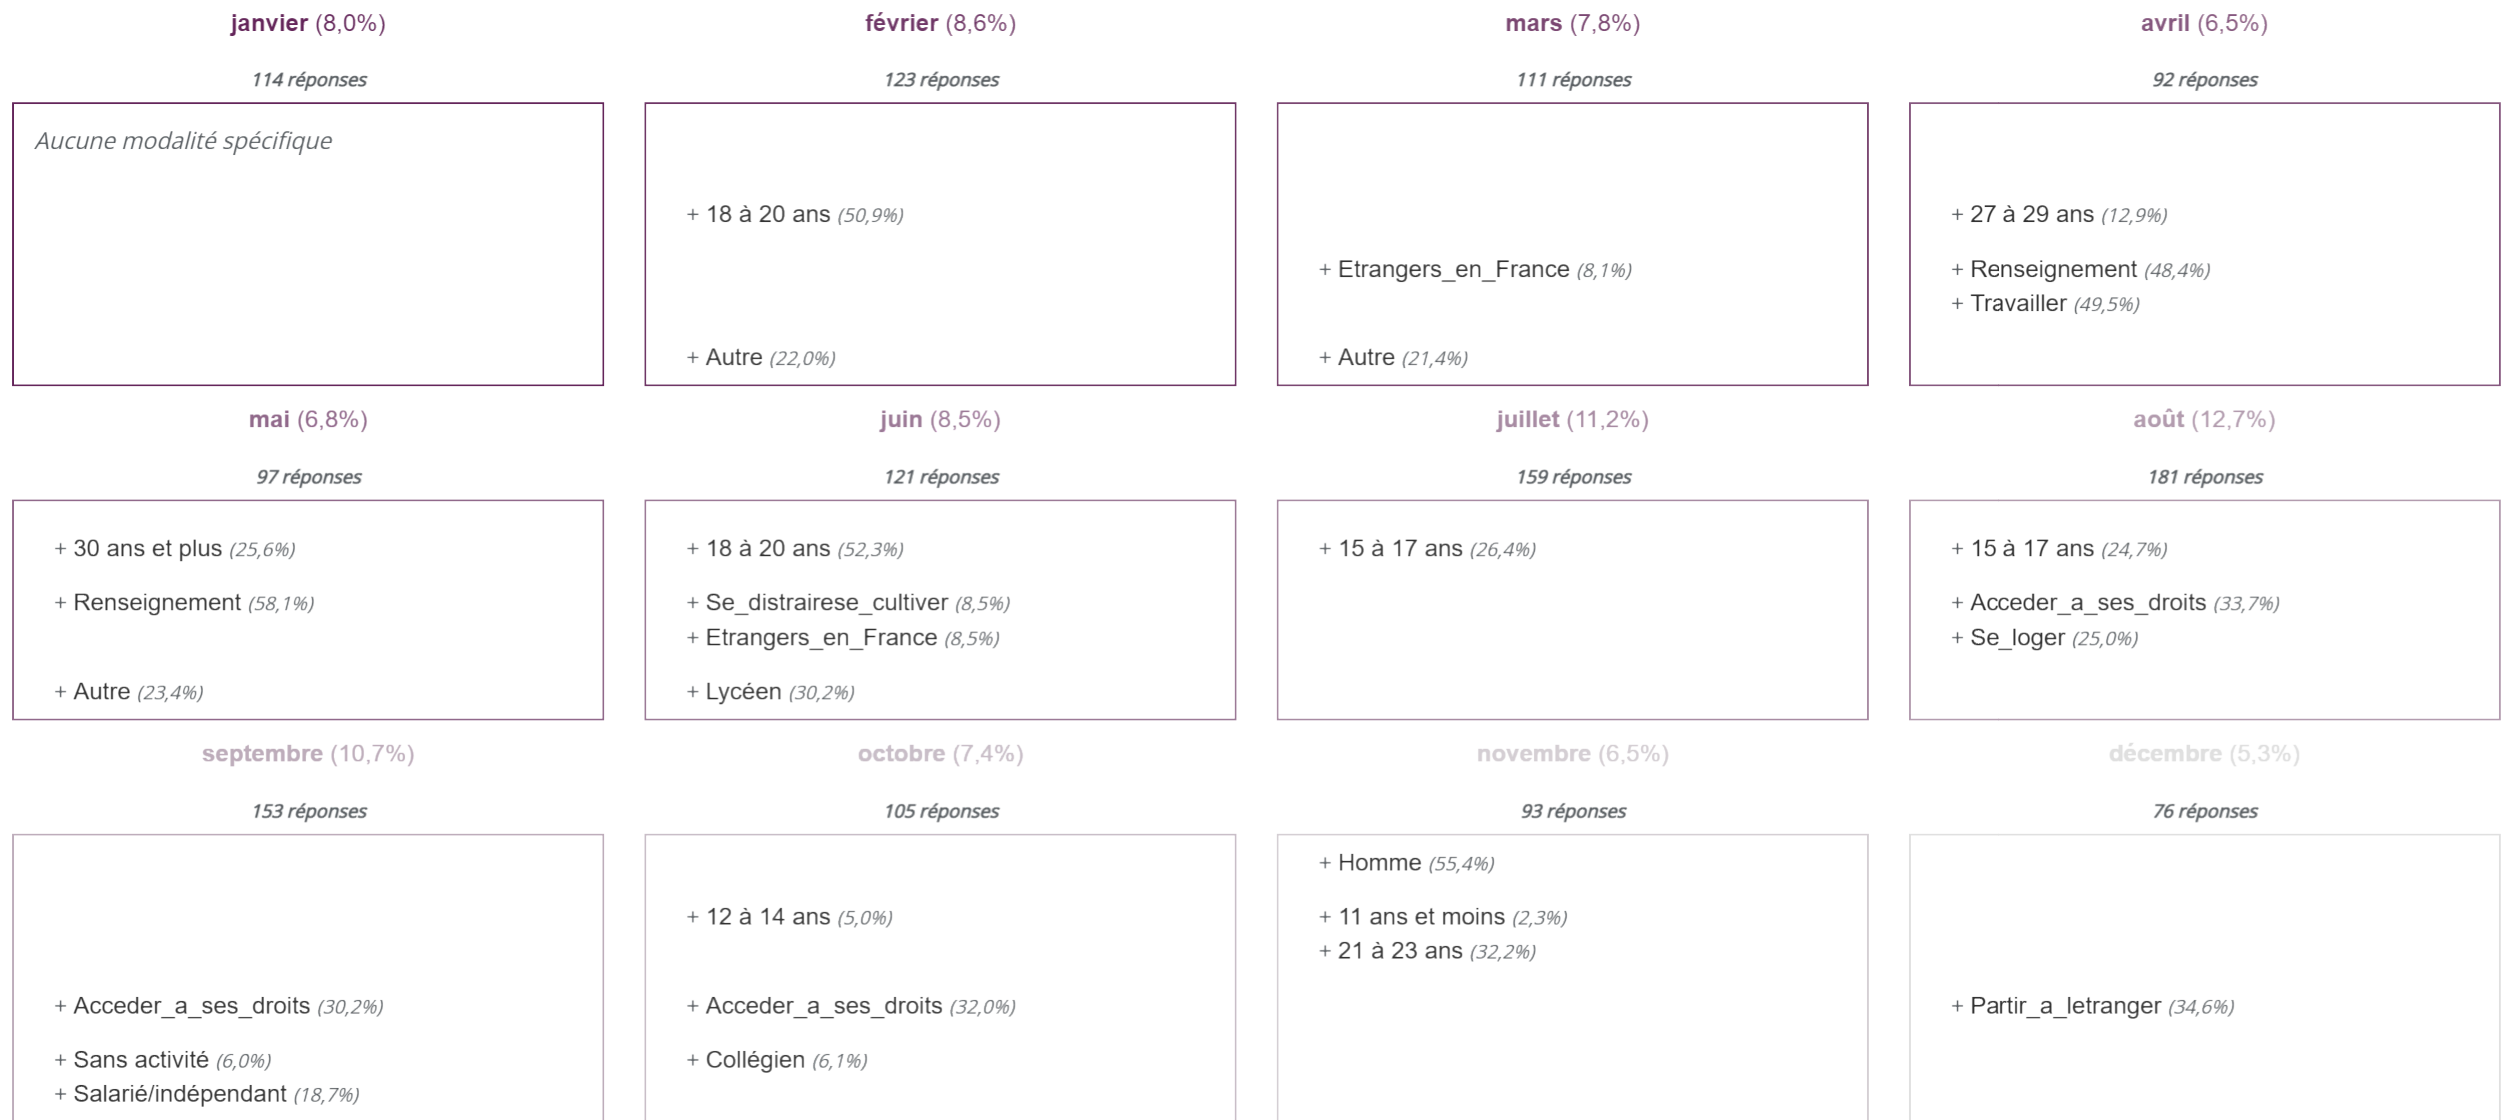 janvier (8,0%)
114 réponses
Aucune modalité spécifique
février (8,6%)
123 réponses
+ 18 à 20 ans (50,9%)
+ Autre (22,0%)
mars (7,8%)
111 réponses
+ Etrangers_en_France (8,1%)
+ Autre (21,4%)
avril (6,5%)
92 réponses
+ 27 à 29 ans (12,9%)
+ Renseignement (48,4%)
+ Travailler (49,5%)
mai (6,8%)
97 réponses
+ 30 ans et plus (25,6%)
+ Renseignement (58,1%)
+ Autre (23,4%)
juin (8,5%)
121 réponses
+ 18 à 20 ans (52,3%)
+ Se_distrairese_cultiver (8,5%)
+ Etrangers_en_France (8,5%)
+ Lycéen (30,2%)
juillet (11,2%)
159 réponses
+ 15 à 17 ans (26,4%)
août (12,7%)
181 réponses
+ 15 à 17 ans (24,7%)
+ Acceder_a_ses_droits (33,7%)
+ Se_loger (25,0%)
septembre (10,7%)
153 réponses
+ Acceder_a_ses_droits (30,2%)
+ Sans activité (6,0%)
+ Salarié/indépendant (18,7%)
octobre (7,4%)
105 réponses
+ 12 à 14 ans (5,0%)
+ Acceder_a_ses_droits (32,0%)
+ Collégien (6,1%)
novembre (6,5%)
93 réponses
+ Homme (55,4%)
+ 11 ans et moins (2,3%)
+ 21 à 23 ans (32,2%)
décembre (5,3%)
76 réponses
+ Partir_a_letranger (34,6%)